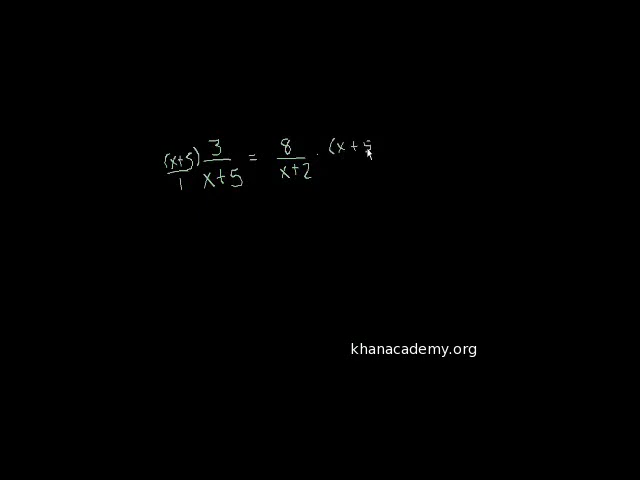 (x+5)/1 3/x+5 = 8/x+2 · (x+5
khanacademy.org